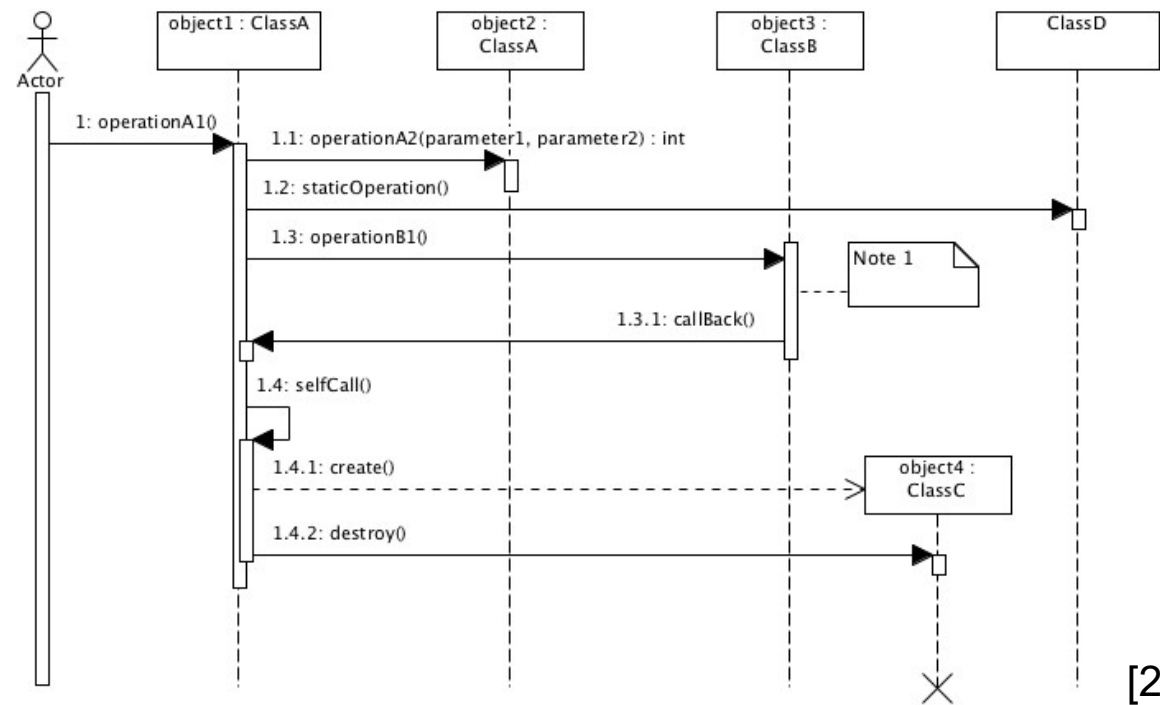 object1 : ClassA
object2 :
ClassA
object3 :
ClassB
ClassD
Actor
1: operationA1()
1.1: operationA2(parameter1, parameter2) : int
1.2: staticOperation()
1.3: operationB1()
Note 1
1.3.1: callBack()
1.4: selfCall()
1.4.1: create()
object4 :
ClassC
1.4.2: destroy()
[2